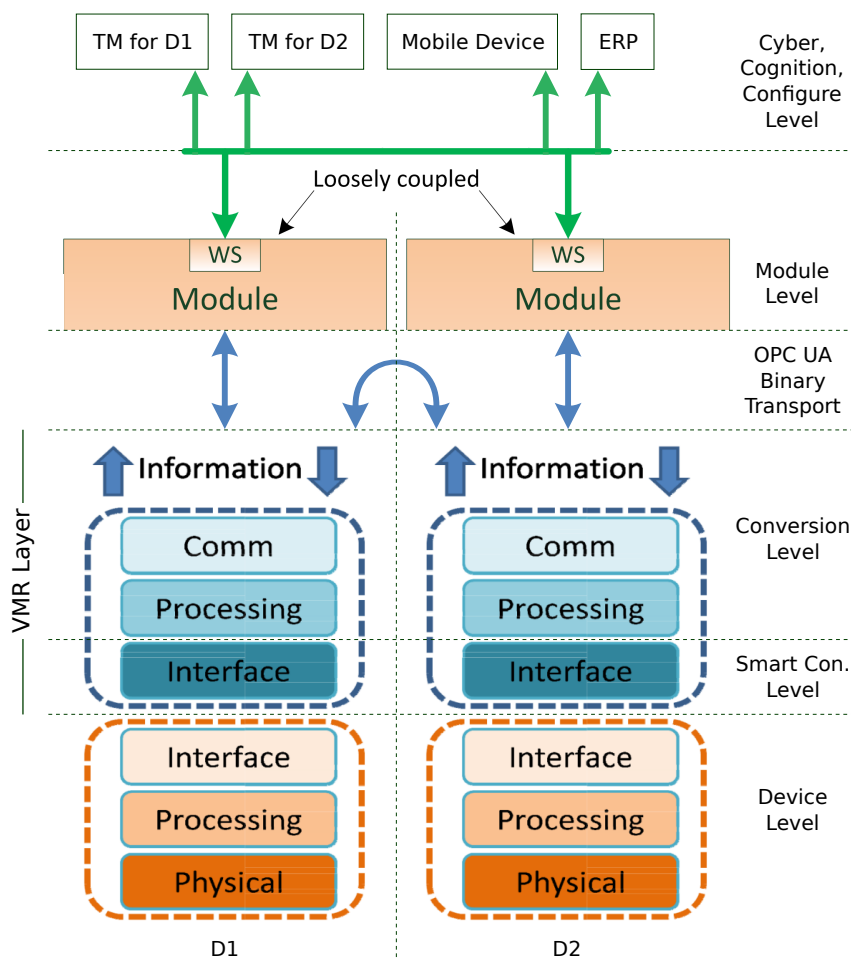 TM for D1
TM for D2
Mobile Device
ERP
Cyber,
Cognition,
Configure
Level
Loosely coupled
WS
Module
WS
Module
Module
Level
OPC UA
Binary
Transport
VMR Layer
Information
Information
Comm
Comm
Processing
Processing
Conversion
Level
Interface
Interface
Smart Con.
Level
Interface
Interface
Processing
Processing
Device
Level
Physical
Physical
D1
D2